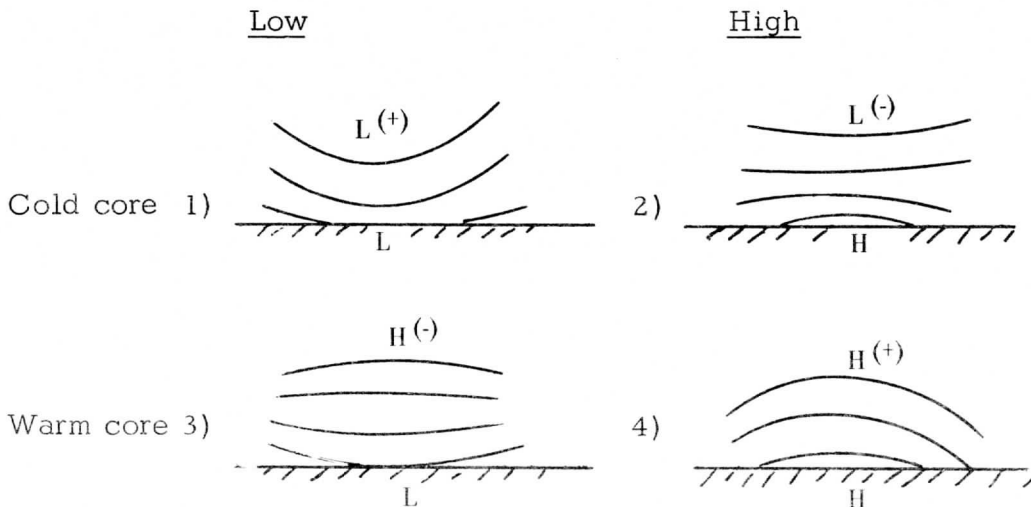 Low High
L (+) L (-)
Cold core 1) 2)
L H
H (-) H (+)
Warm core 3) 4)
L H